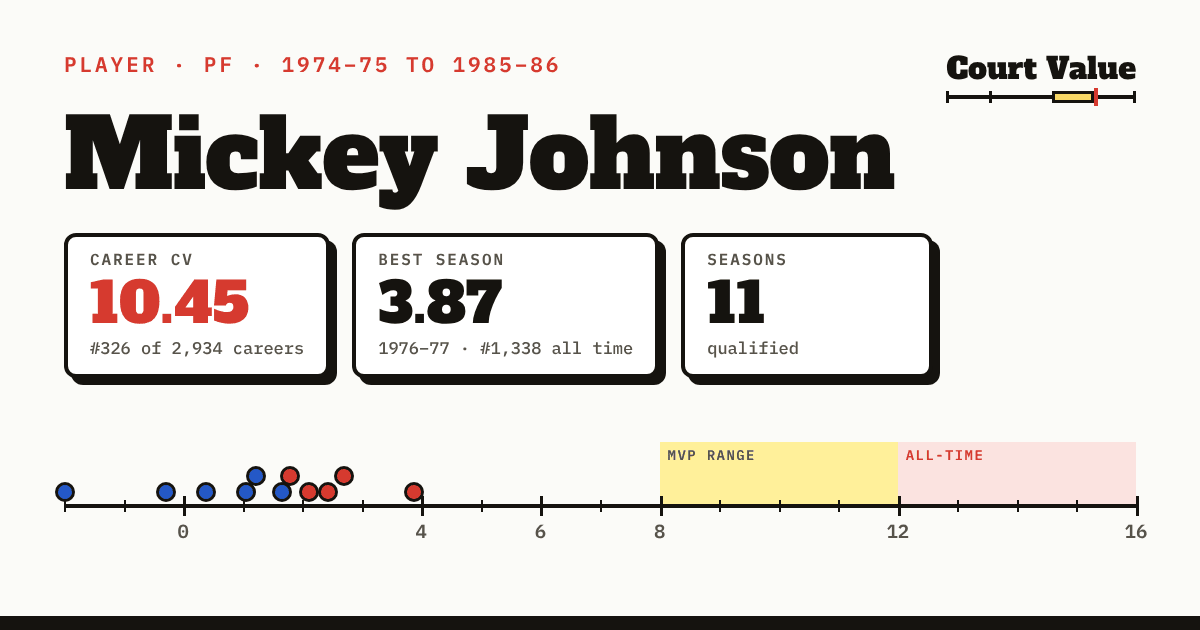 PLAYER · PF · 1974–75 TO 1985–86
Court Value
Mickey Johnson
CAREER CV
10.45
#326 of 2,934 careers
BEST SEASON
3.87
1976–77 · #1,338 all time
SEASONS
11
qualified
MVP RANGE
ALL-TIME
0 4 6 8 12 16